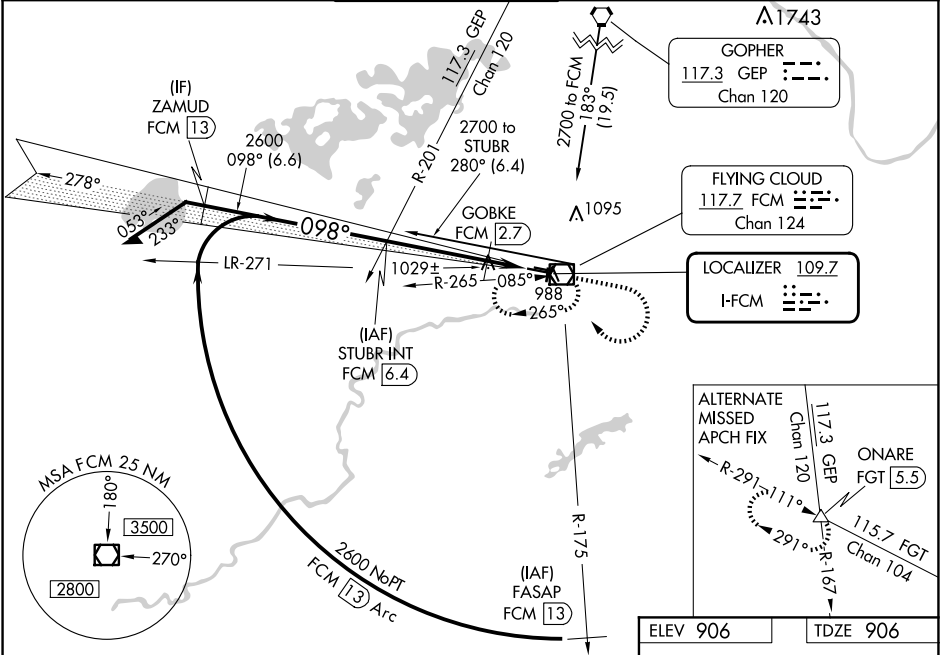 1743
GOPHER
117.3 GEP
Chan 120
117.3 GEP
Chan 120
2700 to FCM
183°
(19.5)
(IF)
ZAMUD
FCM 13
2600
098° (6.6)
R-201
2700 to
STUBR
280° (6.4)
278°
053°
233°
098°
GOBKE
FCM 2.7
1095
FLYING CLOUD
117.7 FCM
Chan 124
LR-271
1029±
R-265
085°
988
265°
LOCALIZER 109.7
I-FCM
(IAF)
STUBR INT
FCM 6.4
ALTERNATE
MISSED
APCH FIX
117.3 GEP
Chan 120
ONARE
FGT 5.5
R-291
111°
291°
115.7 FGT
Chan 104
R-167
MSA FCM 25 NM
180°
3500
270°
2800
2600 NoPT
FCM 13 Arc
R-175
(IAF)
FASAP
FCM 13
ELEV 906
TDZE 906